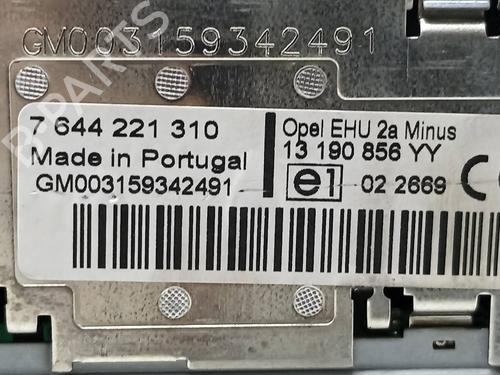 GM003159342491
B-PARTS
7 644 221 310
Made in Portugal
GM003159342491
Opel EHU 2a Minus
13 190 856 YY
e1 02 2669 CE